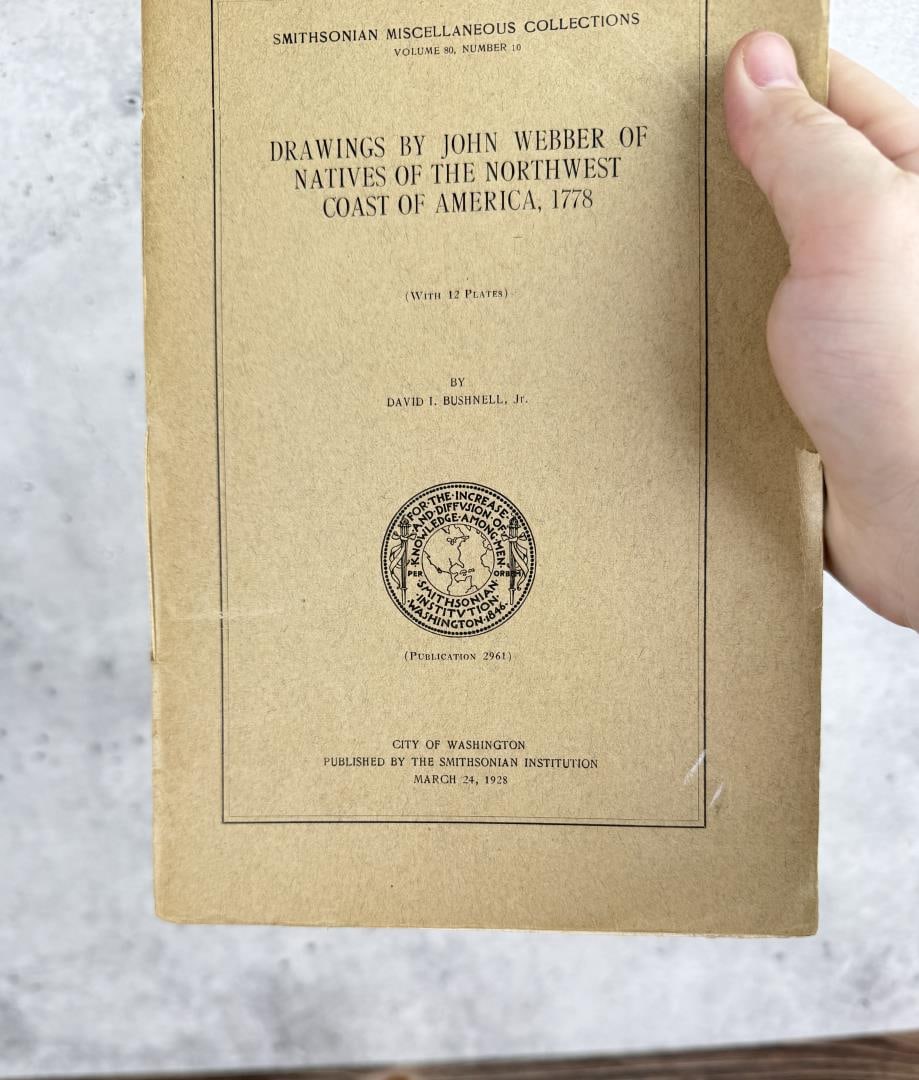 SMITHSONIAN MISCELLANEOUS COLLECTIONS
VOLUME 80, NUMBER 10
DRAWINGS BY JOHN WEBBER OF
NATIVES OF THE NORTHWEST
COAST OF AMERICA, 1778
(WITH 12 PLATES)
BY
DAVID I. BUSHNELL, Jr.
FOR·THE·INCREASE·
AND·DIFFVSION·OF
·KNOWLEDGE·AMONG·MEN·
PER ORBEM
·SMITHSONIAN·
·INSTITVTION·
·WASHINGTON·1846·
(PUBLICATION 2961)
CITY OF WASHINGTON
PUBLISHED BY THE SMITHSONIAN INSTITUTION
MARCH 24, 1928